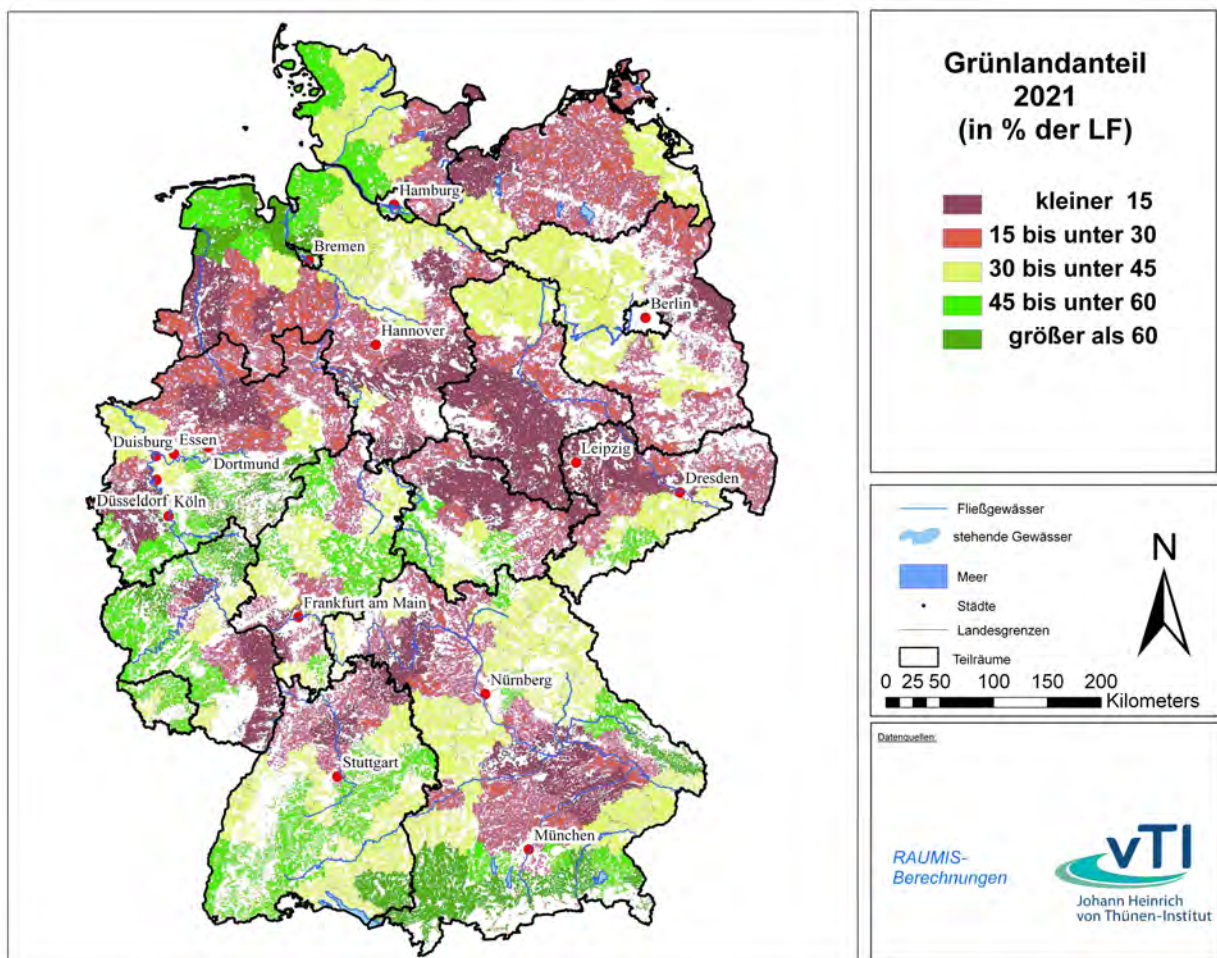 Hamburg
Bremen
Berlin
Hannover
Duisburg
Essen
Dortmund
Leipzig
Dresden
Düsseldorf
Köln
Frankfurt am Main
Nürnberg
Stuttgart
München
Grünlandanteil
2021
(in % der LF)
kleiner 15
15 bis unter 30
30 bis unter 45
45 bis unter 60
größer als 60
Fließgewässer
stehende Gewässer
Meer
Städte
Landesgrenzen
Teilräume
N
0 25 50 100 150 200
Kilometers
Datenquellen:
RAUMIS-
Berechnungen
vTI
Johann Heinrich
von Thünen-Institut